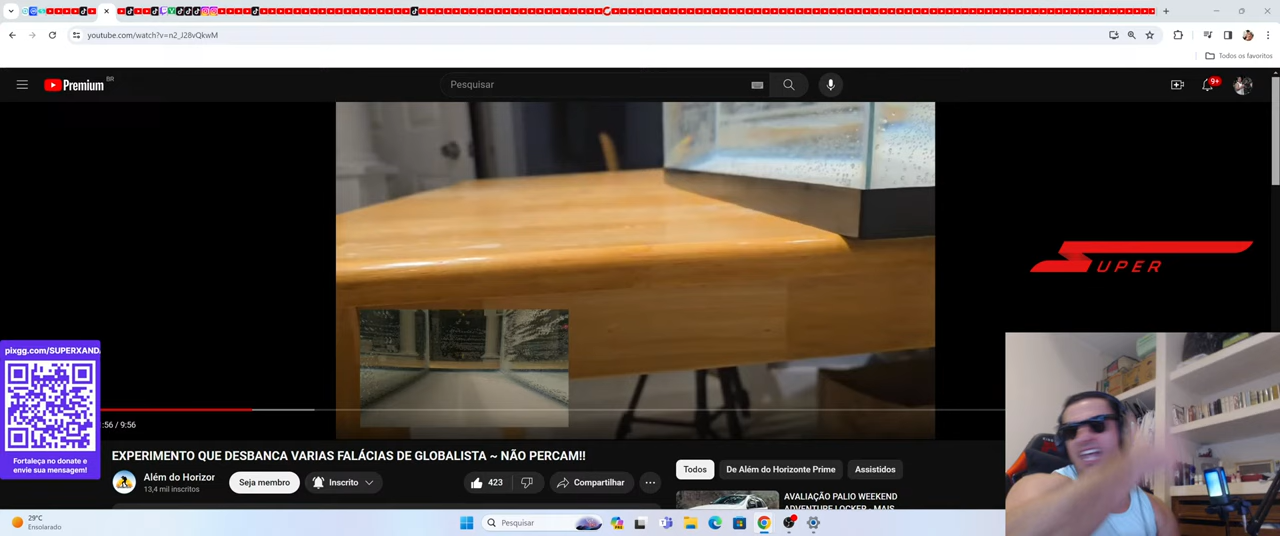 youtube.com/watch?v=n2_J28vQkwM
Todos os favoritos
Premium BR
Pesquisar
9+
SUPER
pixgg.com/SUPERXAND
Fortaleça no donate e
envie sua mensagem!
:56 / 9:56
EXPERIMENTO QUE DESBANCA VARIAS FALÁCIAS DE GLOBALISTA ~ NÃO PERCAM!!
Além do Horizor
13,4 mil inscritos
Seja membro
Inscrito
423
Compartilhar
Todos
De Além do Horizonte Prime
Assistidos
AVALIAÇÃO PALIO WEEKEND
ADVENTURE LOCKER - MAIS
29°C
Ensolarado
Pesquisar